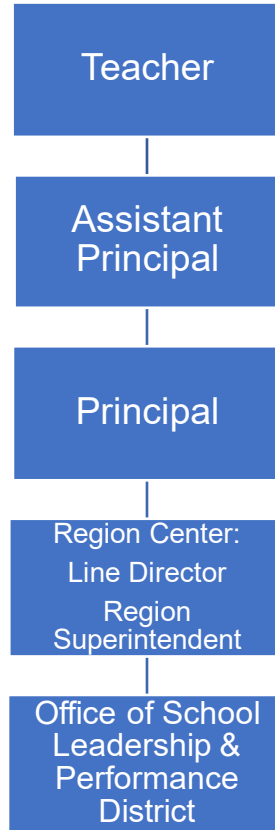 Teacher
Assistant
Principal
Principal
Region Center:
Line Director
Region
Superintendent
Office of School
Leadership &
Performance
District